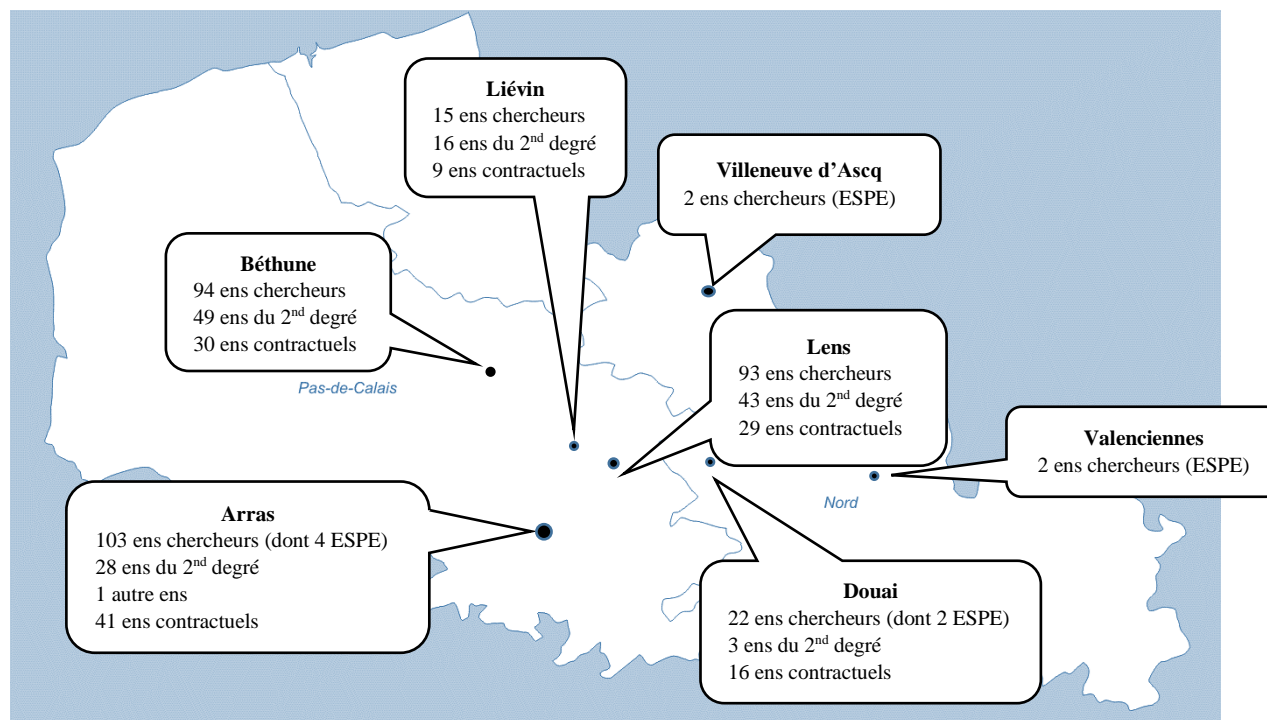 Liévin
15 ens chercheurs
16 ens du 2nd degré
9 ens contractuels
Villeneuve d’Ascq
2 ens chercheurs (ESPE)
Béthune
94 ens chercheurs
49 ens du 2nd degré
30 ens contractuels
Pas-de-Calais
Lens
93 ens chercheurs
43 ens du 2nd degré
29 ens contractuels
Valenciennes
2 ens chercheurs (ESPE)
Nord
Arras
103 ens chercheurs (dont 4 ESPE)
28 ens du 2nd degré
1 autre ens
41 ens contractuels
Douai
22 ens chercheurs (dont 2 ESPE)
3 ens du 2nd degré
16 ens contractuels